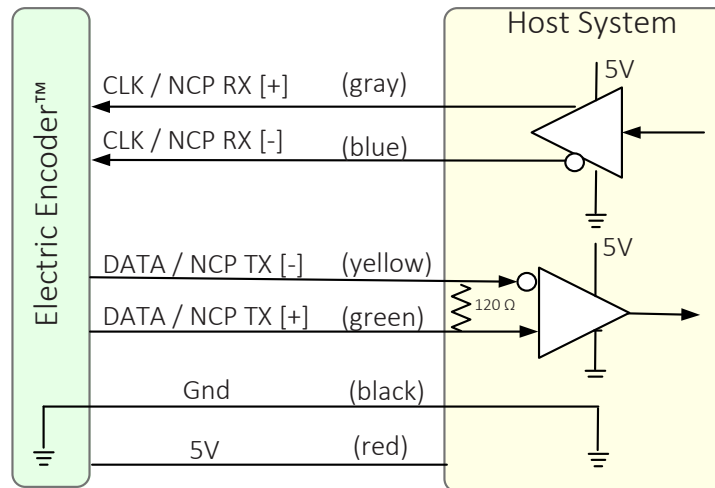 Host System
5V
CLK / NCP RX [+] (gray)
CLK / NCP RX [-] (blue)
Electric Encoder™
5V
DATA / NCP TX [-] (yellow)
120 Ω
DATA / NCP TX [+] (green)
Gnd (black)
5V (red)